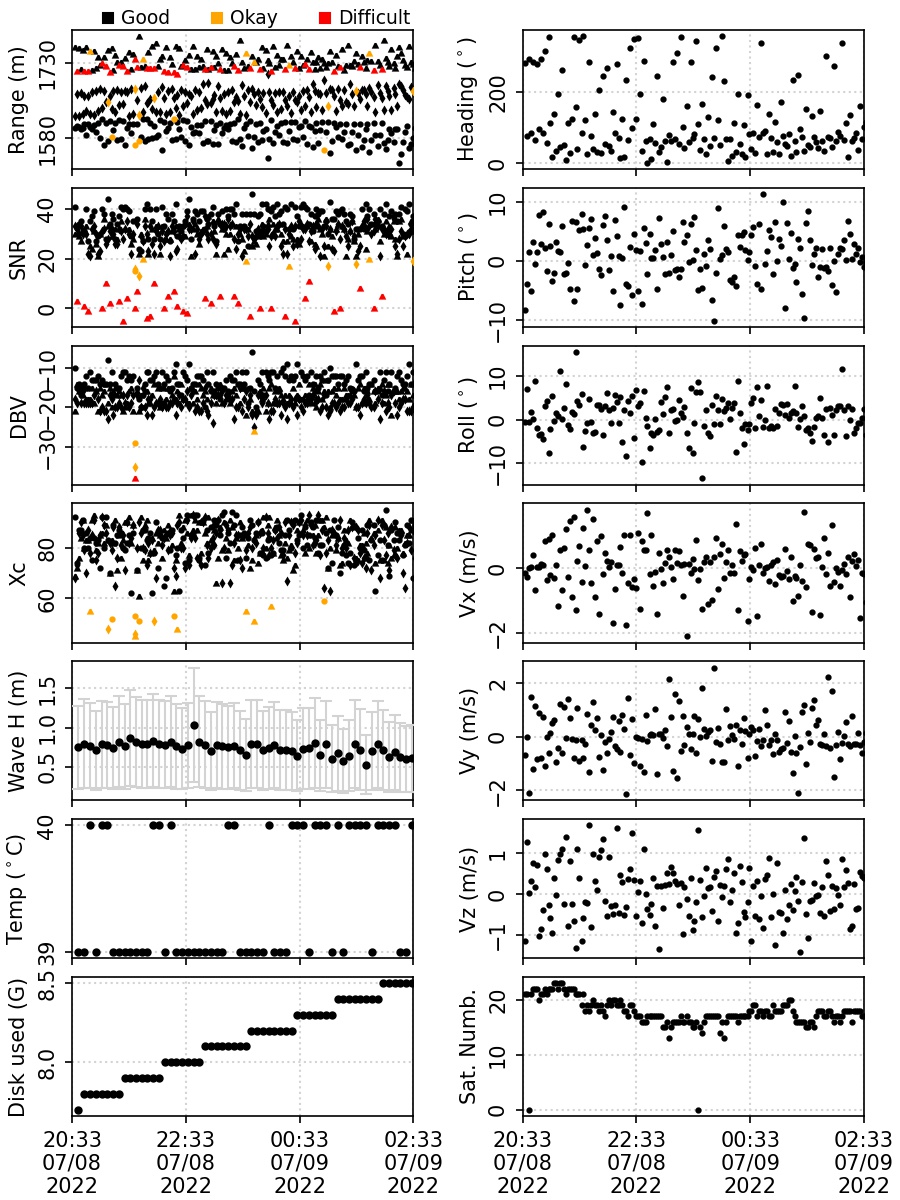 Good Okay Difficult
Range (m) 1730 1580
Heading (°) 200 0
SNR 40 20 0
Pitch (°) 10 0 −10
DBV −10 −20 −30
Roll (°) 10 0 −10
Xc 80 60
Vx (m/s) 0 −2
Wave H (m) 1.5 1.0 0.5
Vy (m/s) 2 0 −2
Temp (°C) 40 39
Vz (m/s) 1 0 −1
Disk used (G) 8.5 8.0
Sat. Numb. 20 10 0
20:33 22:33 00:33 02:33 20:33 22:33 00:33 02:33
07/08 07/08 07/09 07/09 07/08 07/08 07/09 07/09
2022 2022 2022 2022 2022 2022 2022 2022